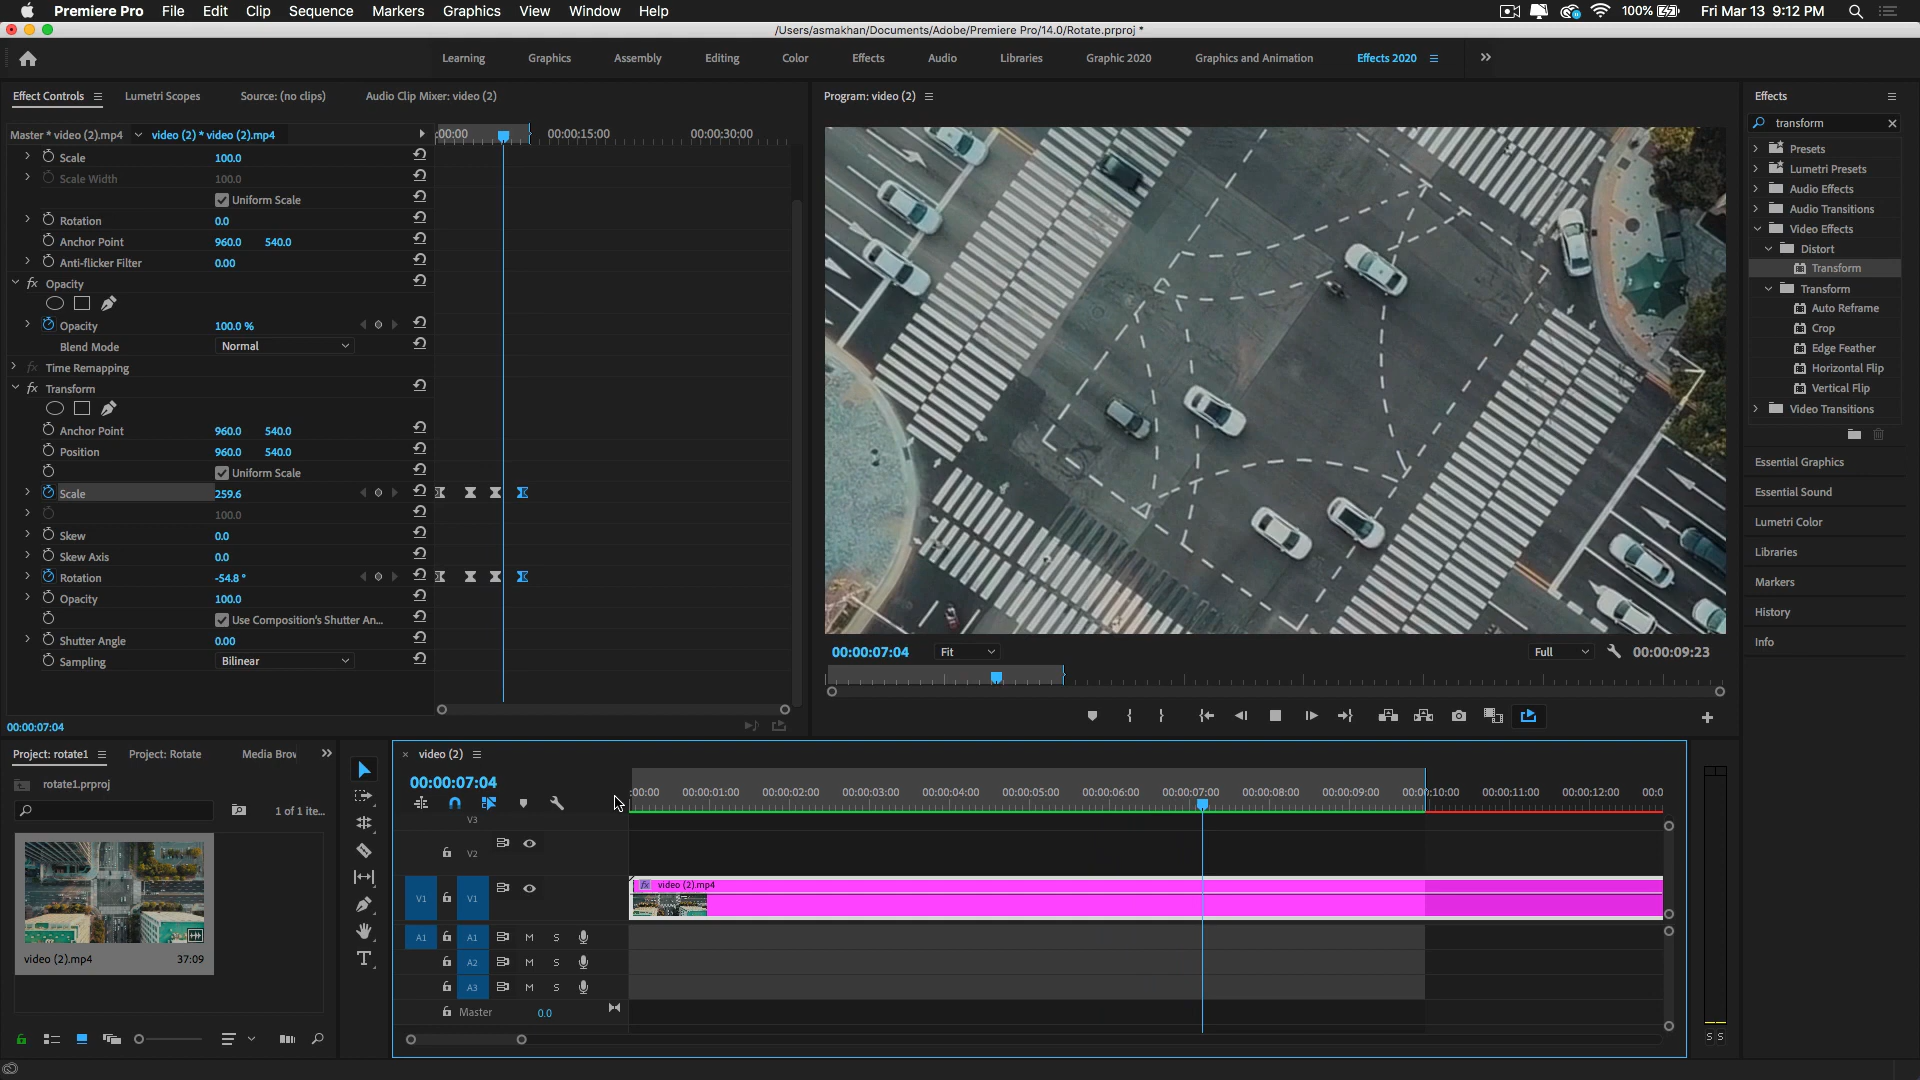 Premiere Pro File Edit Clip Sequence Markers Graphics View Window Help
100% Fri Mar 13 9:12 PM
/Users/asmakhan/Documents/Adobe/Premiere Pro/14.0/Rotate.prproj *
Learning Graphics Assembly Editing Color Effects Audio Libraries Graphic 2020 Graphics and Animation Effects 2020
Effect Controls Lumetri Scopes Source: (no clips) Audio Clip Mixer: video (2)
Master * video (2).mp4 video (2) * video (2).mp4
:00:00 00:00:15:00 00:00:30:00
Scale 100.0
Scale Width 100.0
Uniform Scale
Rotation 0.0
Anchor Point 960.0 540.0
Anti-flicker Filter 0.00
fx Opacity
Opacity 100.0 %
Blend Mode Normal
fx Time Remapping
fx Transform
Anchor Point 960.0 540.0
Position 960.0 540.0
Uniform Scale
Scale 259.6
100.0
Skew 0.0
Skew Axis 0.0
Rotation -54.8 °
Opacity 100.0
Use Composition's Shutter An...
Shutter Angle 0.00
Sampling Bilinear
00:00:07:04
Program: video (2)
00:00:07:04 Fit Full 00:00:09:23
Effects
transform
Presets
Lumetri Presets
Audio Effects
Audio Transitions
Video Effects
Distort
Transform
Transform
Auto Reframe
Crop
Edge Feather
Horizontal Flip
Vertical Flip
Video Transitions
Essential Graphics
Essential Sound
Lumetri Color
Libraries
Markers
History
Info
Project: rotate1 Project: Rotate Media Brow
rotate1.prproj
1 of 1 ite...
video (2).mp4 37:09
video (2)
00:00:07:04
:00:00 00:00:01:00 00:00:02:00 00:00:03:00 00:00:04:00 00:00:05:00 00:00:06:00 00:00:07:00 00:00:08:00 00:00:09:00 00:00:10:00 00:00:11:00 00:00:12:00 00:0
V3
V2
V1 V1
fx video (2).mp4
A1 A1 M S
A2 M S
A3 M S
Master 0.0
S S